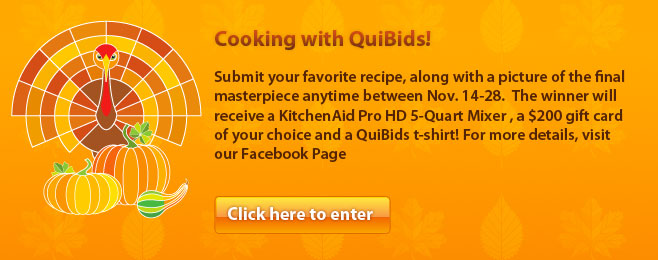 Cooking with QuiBids!
Submit your favorite recipe, along with a picture of the final
masterpiece anytime between Nov. 14-28.  The winner will
receive a KitchenAid Pro HD 5-Quart Mixer , a $200 gift card
of your choice and a QuiBids t-shirt! For more details, visit
our Facebook Page
Click here to enter